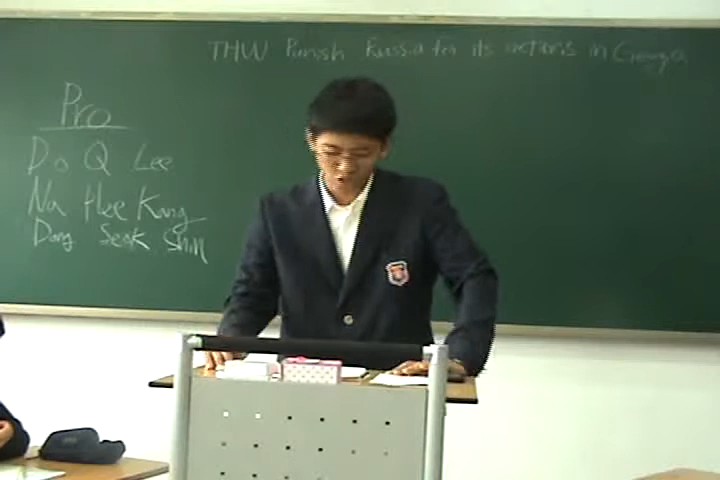 THW Punish Russia for its actions in Georgia
Pro
Do Q Lee
Na Hee Kang
Dong Seok Shin